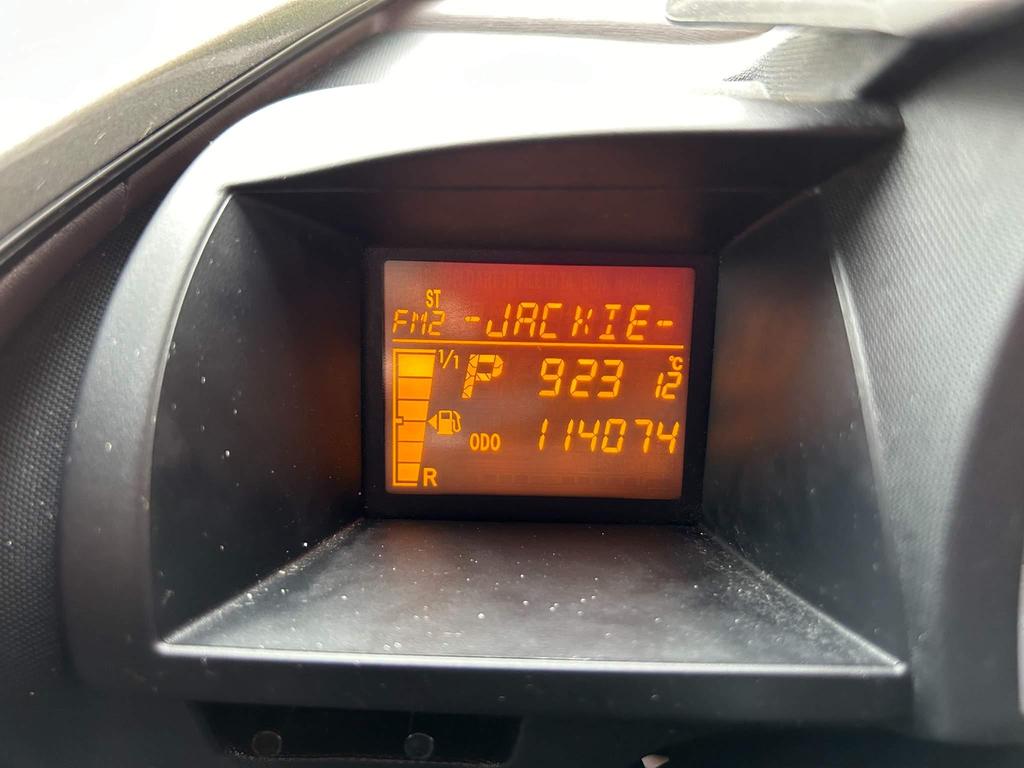 ST
FM2 -JACKIE-
1/1 P 923 12°C
ODO 114074
R